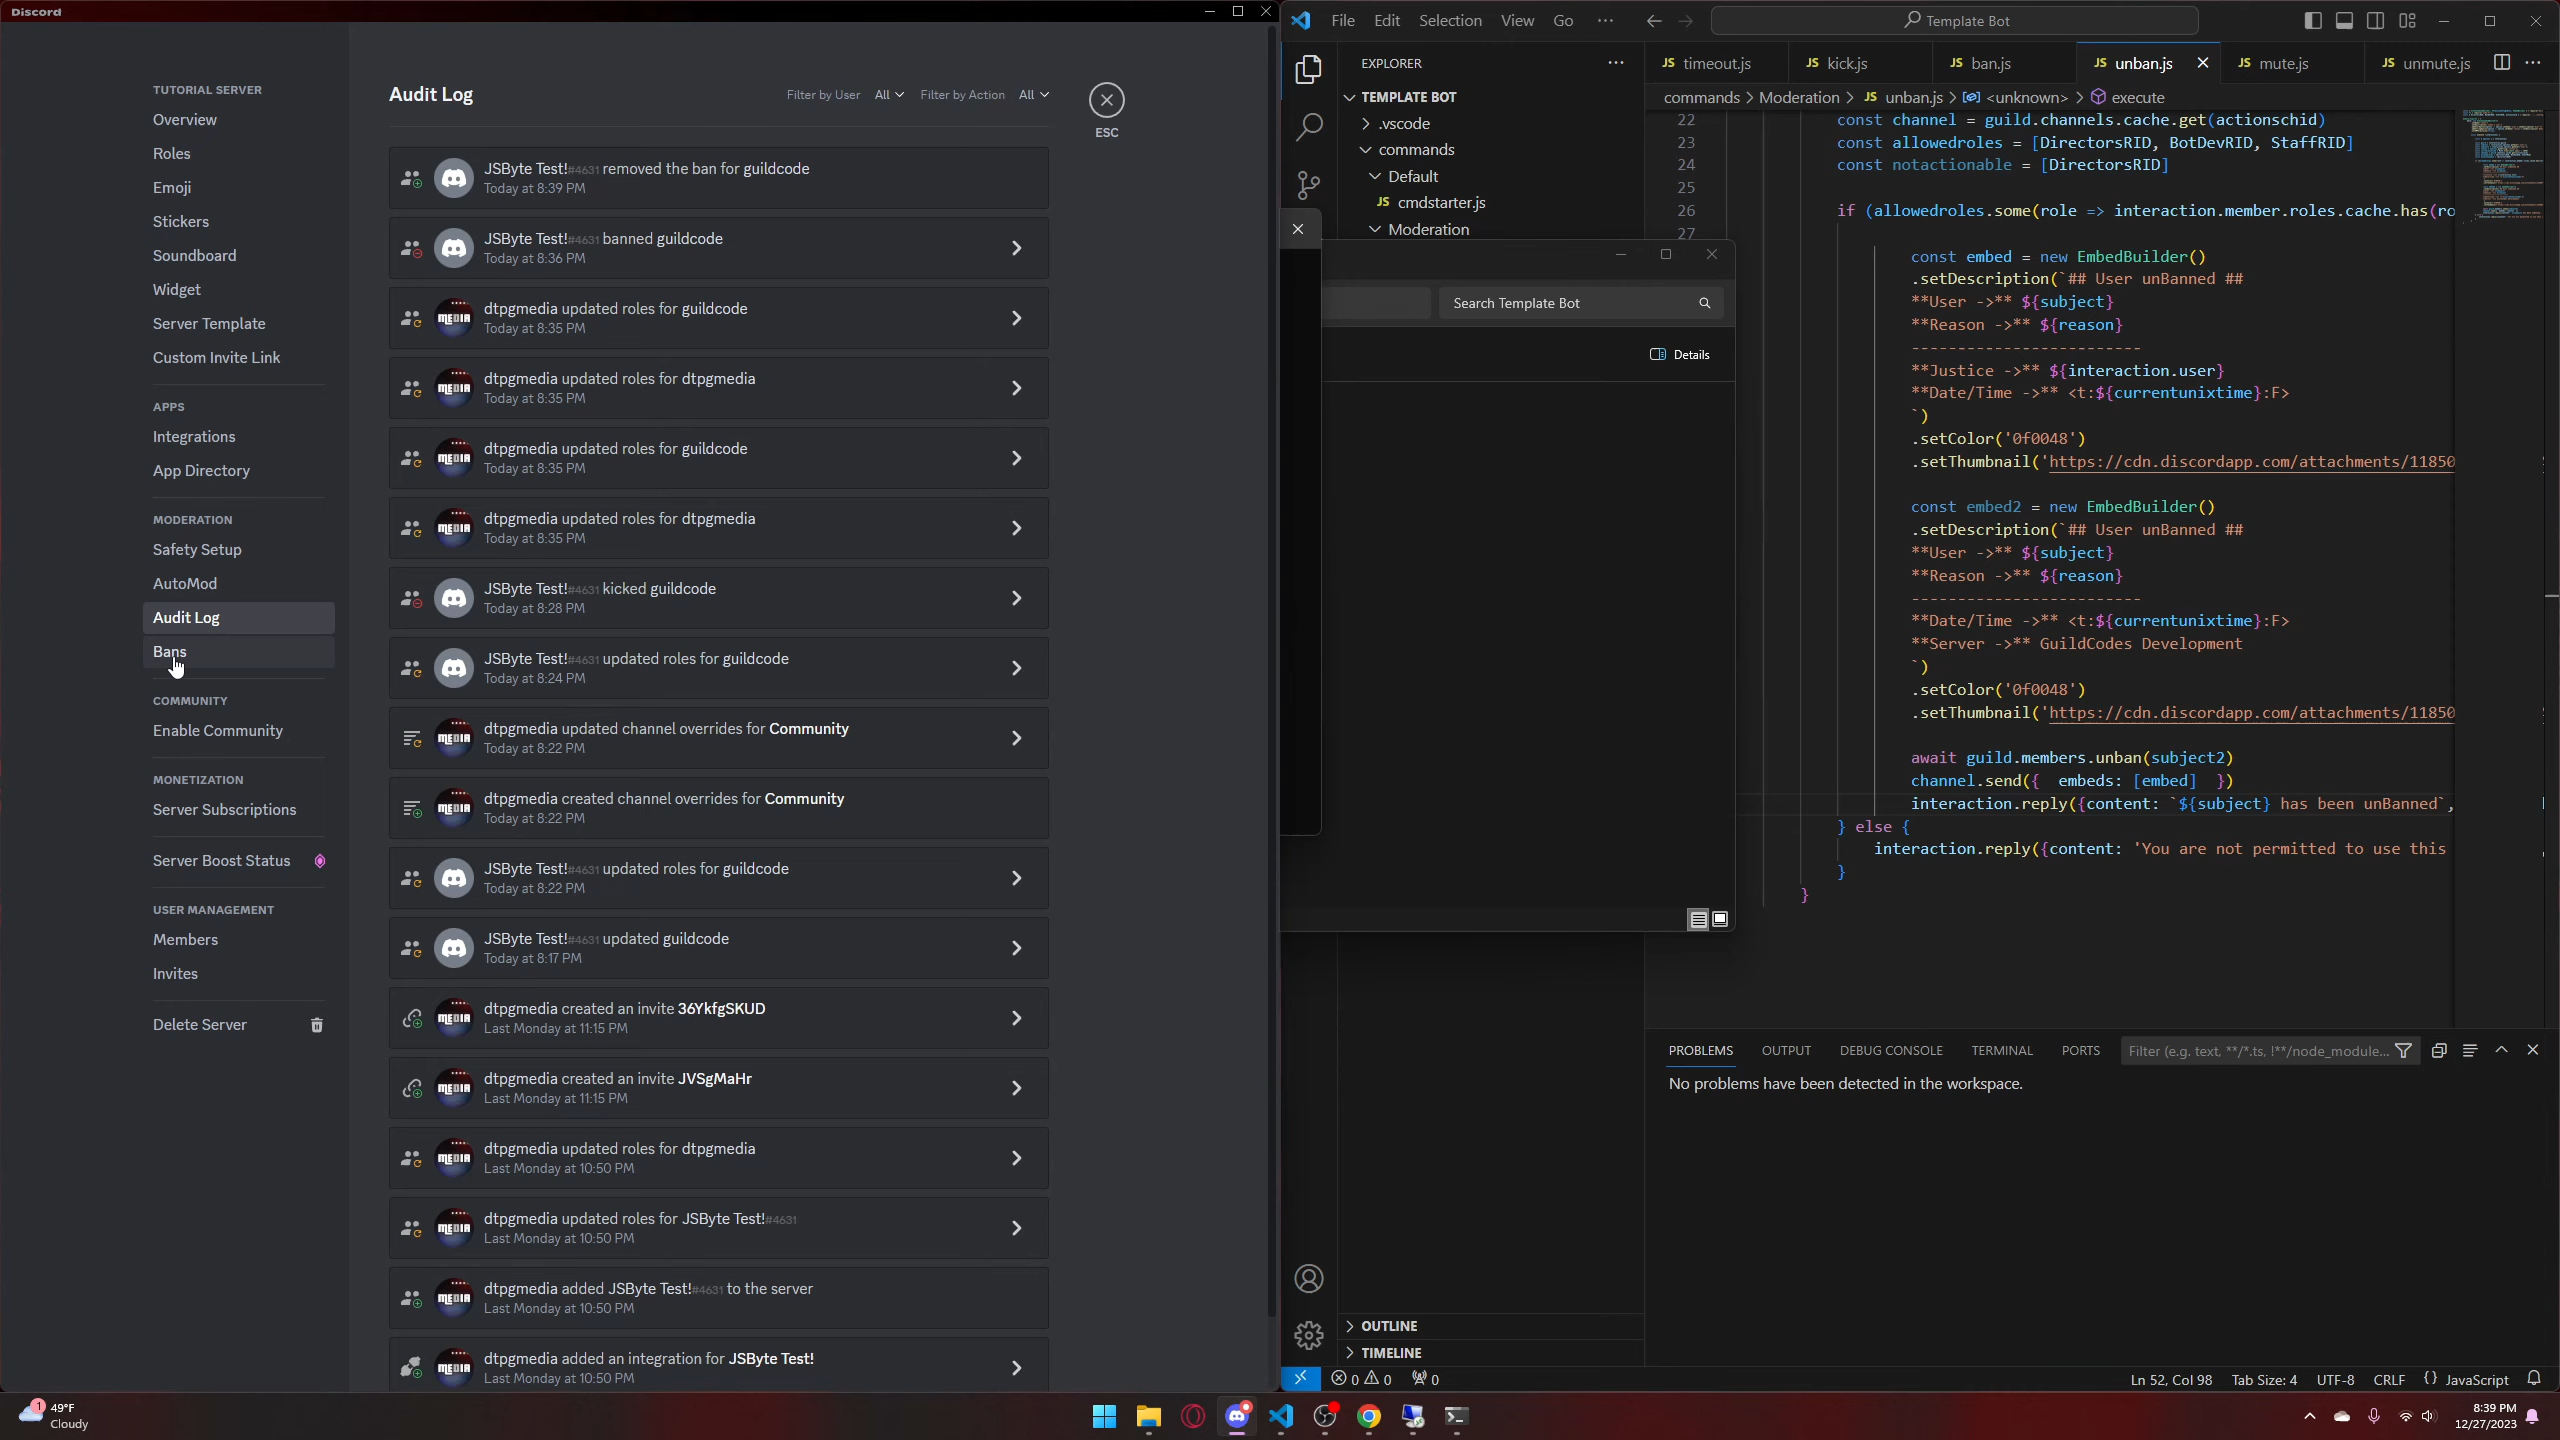 Discord
TUTORIAL SERVER
Overview
Roles
Emoji
Stickers
Soundboard
Widget
Server Template
Custom Invite Link
APPS
Integrations
App Directory
MODERATION
Safety Setup
AutoMod
Audit Log
Bans
COMMUNITY
Enable Community
MONETIZATION
Server Subscriptions
Server Boost Status
USER MANAGEMENT
Members
Invites
Delete Server
Audit Log
Filter by User All Filter by Action All
ESC
JSByte Test!#4631 removed the ban for guildcode
Today at 8:39 PM
JSByte Test!#4631 banned guildcode
Today at 8:36 PM
dtpgmedia updated roles for guildcode
Today at 8:35 PM
dtpgmedia updated roles for dtpgmedia
Today at 8:35 PM
dtpgmedia updated roles for guildcode
Today at 8:35 PM
dtpgmedia updated roles for dtpgmedia
Today at 8:35 PM
JSByte Test!#4631 kicked guildcode
Today at 8:28 PM
JSByte Test!#4631 updated roles for guildcode
Today at 8:24 PM
dtpgmedia updated channel overrides for Community
Today at 8:22 PM
dtpgmedia created channel overrides for Community
Today at 8:22 PM
JSByte Test!#4631 updated roles for guildcode
Today at 8:22 PM
JSByte Test!#4631 updated guildcode
Today at 8:17 PM
dtpgmedia created an invite 36YkfgSKUD
Last Monday at 11:15 PM
dtpgmedia created an invite JVSgMaHr
Last Monday at 11:15 PM
dtpgmedia updated roles for dtpgmedia
Last Monday at 10:50 PM
dtpgmedia updated roles for JSByte Test!#4631
Last Monday at 10:50 PM
dtpgmedia added JSByte Test!#4631 to the server
Last Monday at 10:50 PM
dtpgmedia added an integration for JSByte Test!
Last Monday at 10:50 PM
File Edit Selection View Go
Template Bot
EXPLORER
TEMPLATE BOT
.vscode
commands
Default
JS cmdstarter.js
Moderation
Search Template Bot
Details
OUTLINE
TIMELINE
JS timeout.js JS kick.js JS ban.js JS unban.js JS mute.js JS unmute.js
commands > Moderation > JS unban.js > <unknown> > execute
22 const channel = guild.channels.cache.get(actionschid)
23 const allowedroles = [DirectorsRID, BotDevRID, StaffRID]
24 const notactionable = [DirectorsRID]
25
26 if (allowedroles.some(role => interaction.member.roles.cache.has(ro
27
const embed = new EmbedBuilder()
.setDescription(`## User unBanned ##
**User ->** ${subject}
**Reason ->** ${reason}
-------------------------
**Justice ->** ${interaction.user}
**Date/Time ->** <t:${currentunixtime}:F>
`)
.setColor('0f0048')
.setThumbnail('https://cdn.discordapp.com/attachments/11850
const embed2 = new EmbedBuilder()
.setDescription(`## User unBanned ##
**User ->** ${subject}
**Reason ->** ${reason}
-------------------------
**Date/Time ->** <t:${currentunixtime}:F>
**Server ->** GuildCodes Development
`)
.setColor('0f0048')
.setThumbnail('https://cdn.discordapp.com/attachments/11850
await guild.members.unban(subject2)
channel.send({ embeds: [embed] })
interaction.reply({content: `${subject} has been unBanned`,
} else {
interaction.reply({content: 'You are not permitted to use this
}
}
PROBLEMS OUTPUT DEBUG CONSOLE TERMINAL PORTS Filter (e.g. text, **/*.ts, !**/node_module...
No problems have been detected in the workspace.
0 0 0 Ln 52, Col 98 Tab Size: 4 UTF-8 CRLF {} JavaScript
1 49°F
Cloudy
8:39 PM
12/27/2023